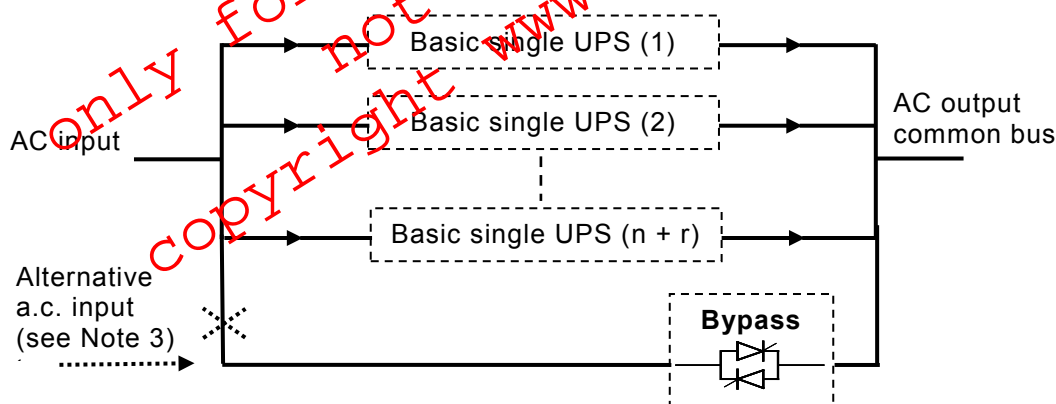 only for
not
www
copyright
Basic single UPS (1)
AC input
Basic single UPS (2)
AC output
common bus
Basic single UPS (n + r)
Alternative
a.c. input
(see Note 3)
Bypass